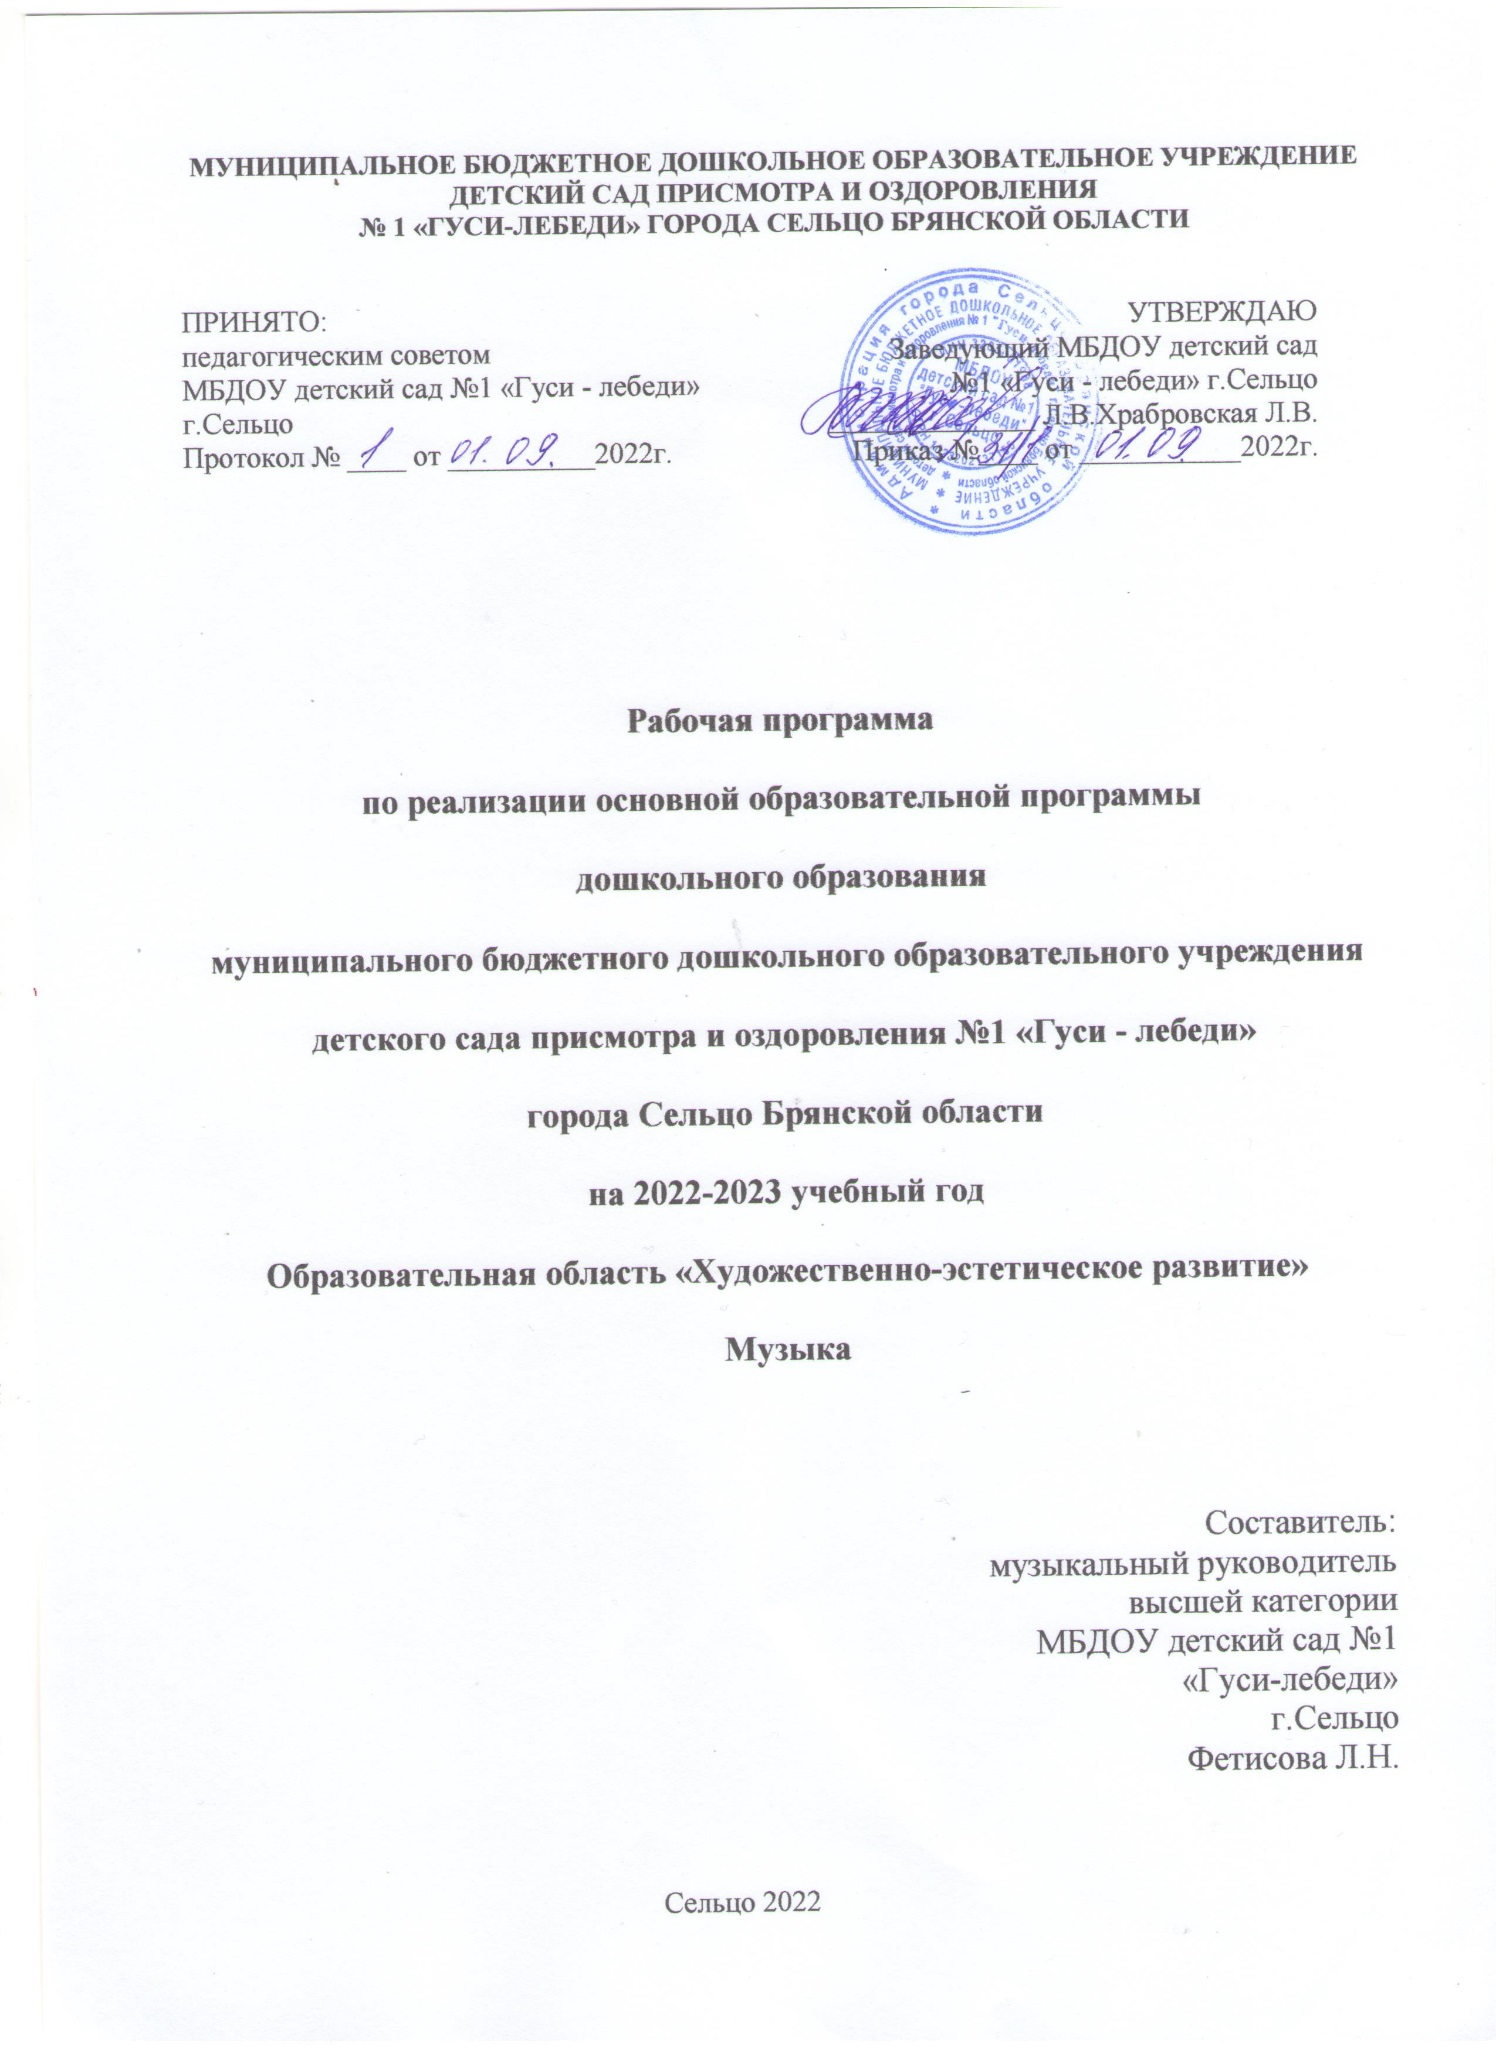 МУНИЦИПАЛЬНОЕ БЮДЖЕТНОЕ ДОШКОЛЬНОЕ ОБРАЗОВАТЕЛЬНОЕ УЧРЕЖДЕНИЕ
ДЕТСКИЙ САД ПРИСМОТРА И ОЗДОРОВЛЕНИЯ
№ 1 «ГУСИ-ЛЕБЕДИ» ГОРОДА СЕЛЬЦО БРЯНСКОЙ ОБЛАСТИ
ПРИНЯТО:
педагогическим советом
МБДОУ детский сад №1 «Гуси - лебеди»
г.Сельцо
Протокол № 1 от 01. 09. 2022г.
УТВЕРЖДАЮ
Заведующий МБДОУ детский сад
№1 «Гуси - лебеди» г.Сельцо
Л.В.Храбровская Л.В.
Приказ № от 01.09 2022г.
Рабочая программа
по реализации основной образовательной программы
дошкольного образования
муниципального бюджетного дошкольного образовательного учреждения
детского сада присмотра и оздоровления №1 «Гуси - лебеди»
города Сельцо Брянской области
на 2022-2023 учебный год
Образовательная область «Художественно-эстетическое развитие»
Музыка
Составитель:
музыкальный руководитель
высшей категории
МБДОУ детский сад №1
«Гуси-лебеди»
г.Сельцо
Фетисова Л.Н.
Сельцо 2022